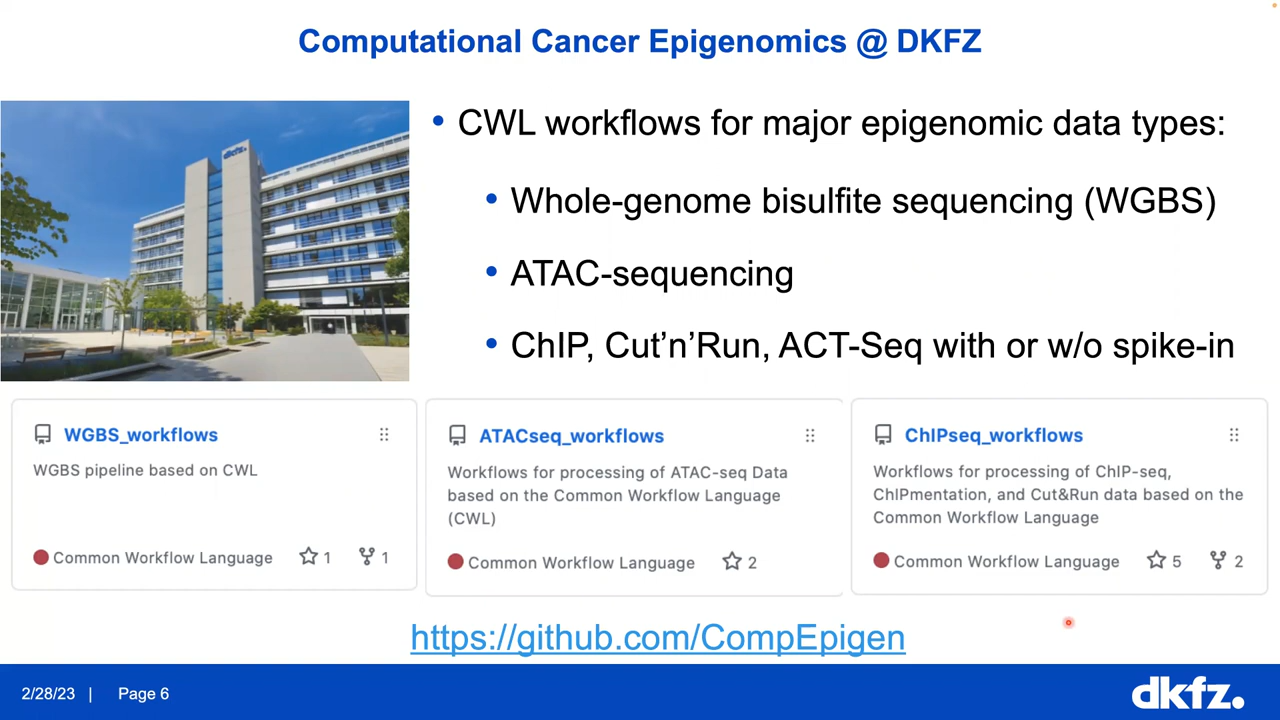 Computational Cancer Epigenomics @ DKFZ
dkfz.
• CWL workflows for major epigenomic data types:
• Whole-genome bisulfite sequencing (WGBS)
• ATAC-sequencing
• ChIP, Cut’n’Run, ACT-Seq with or w/o spike-in
WGBS_workflows
WGBS pipeline based on CWL
Common Workflow Language 1 1
ATACseq_workflows
Workflows for processing of ATAC-seq Data
based on the Common Workflow Language
(CWL)
Common Workflow Language 2
ChIPseq_workflows
Workflows for processing of ChIP-seq,
ChIPmentation, and Cut&Run data based on the
Common Workflow Language
Common Workflow Language 5 2
https://github.com/CompEpigen
2/28/23 | Page 6
dkfz.